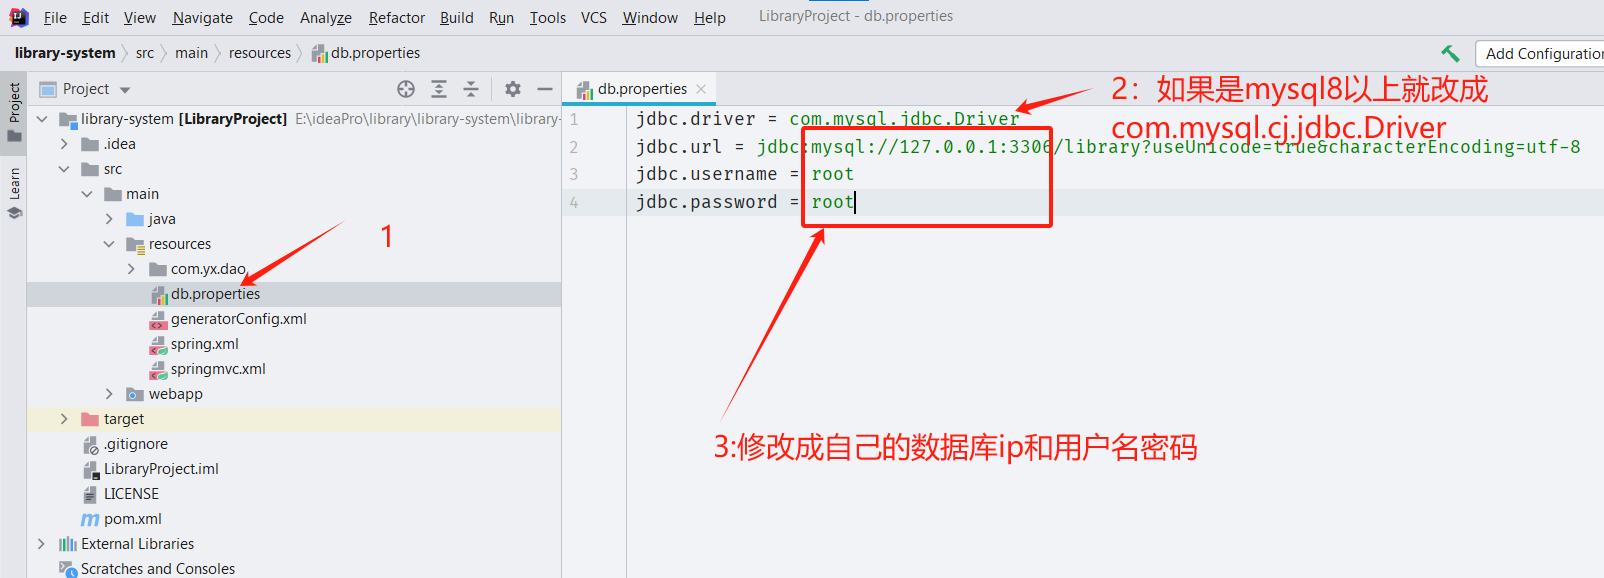 File Edit View Navigate Code Analyze Refactor Build Run Tools VCS Window Help LibraryProject - db.properties
library-system src main resources db.properties Add Configuration
Project
Learn
Project
db.properties
library-system [LibraryProject] E:\ideaPro\library\library-system\library-
.idea
src
main
java
resources
com.yx.dao
db.properties
generatorConfig.xml
spring.xml
springmvc.xml
webapp
target
.gitignore
LibraryProject.iml
LICENSE
pom.xml
External Libraries
Scratches and Consoles
1 jdbc.driver = com.mysql.jdbc.Driver
2 jdbc.url = jdbc:mysql://127.0.0.1:3306/library?useUnicode=true&characterEncoding=utf-8
3 jdbc.username = root
4 jdbc.password = root
1
2：如果是mysql8以上就改成
com.mysql.cj.jdbc.Driver
3:修改成自己的数据库ip和用户名密码